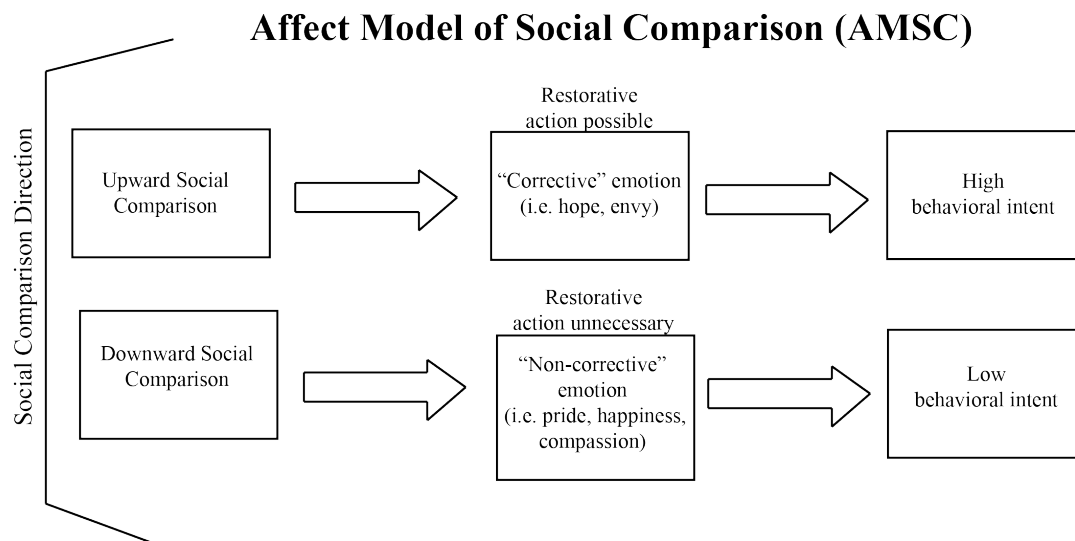 Affect Model of Social Comparison (AMSC)
Social Comparison Direction
Upward Social
Comparison
Restorative
action possible
“Corrective” emotion
(i.e. hope, envy)
High
behavioral intent
Downward Social
Comparison
Restorative
action unnecessary
“Non-corrective”
emotion
(i.e. pride, happiness,
compassion)
Low
behavioral intent